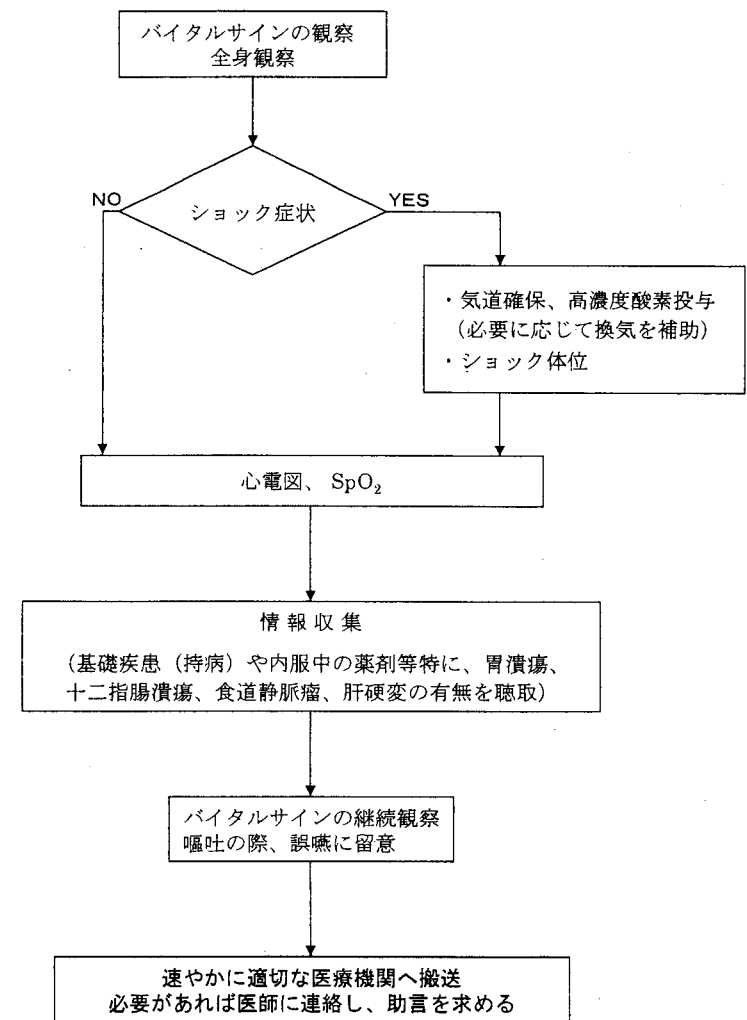 バイタルサインの観察
全身観察
ショック症状
NO
YES
・気道確保、高濃度酸素投与
（必要に応じて換気を補助）
・ショック体位
心電図、 SpO₂
情 報 収 集
（基礎疾患（持病）や内服中の薬剤等特に、胃潰瘍、
十二指腸潰瘍、食道静脈瘤、肝硬変の有無を聴取）
バイタルサインの継続観察
嘔吐の際、誤嚥に留意
速やかに適切な医療機関へ搬送
必要があれば医師に連絡し、助言を求める